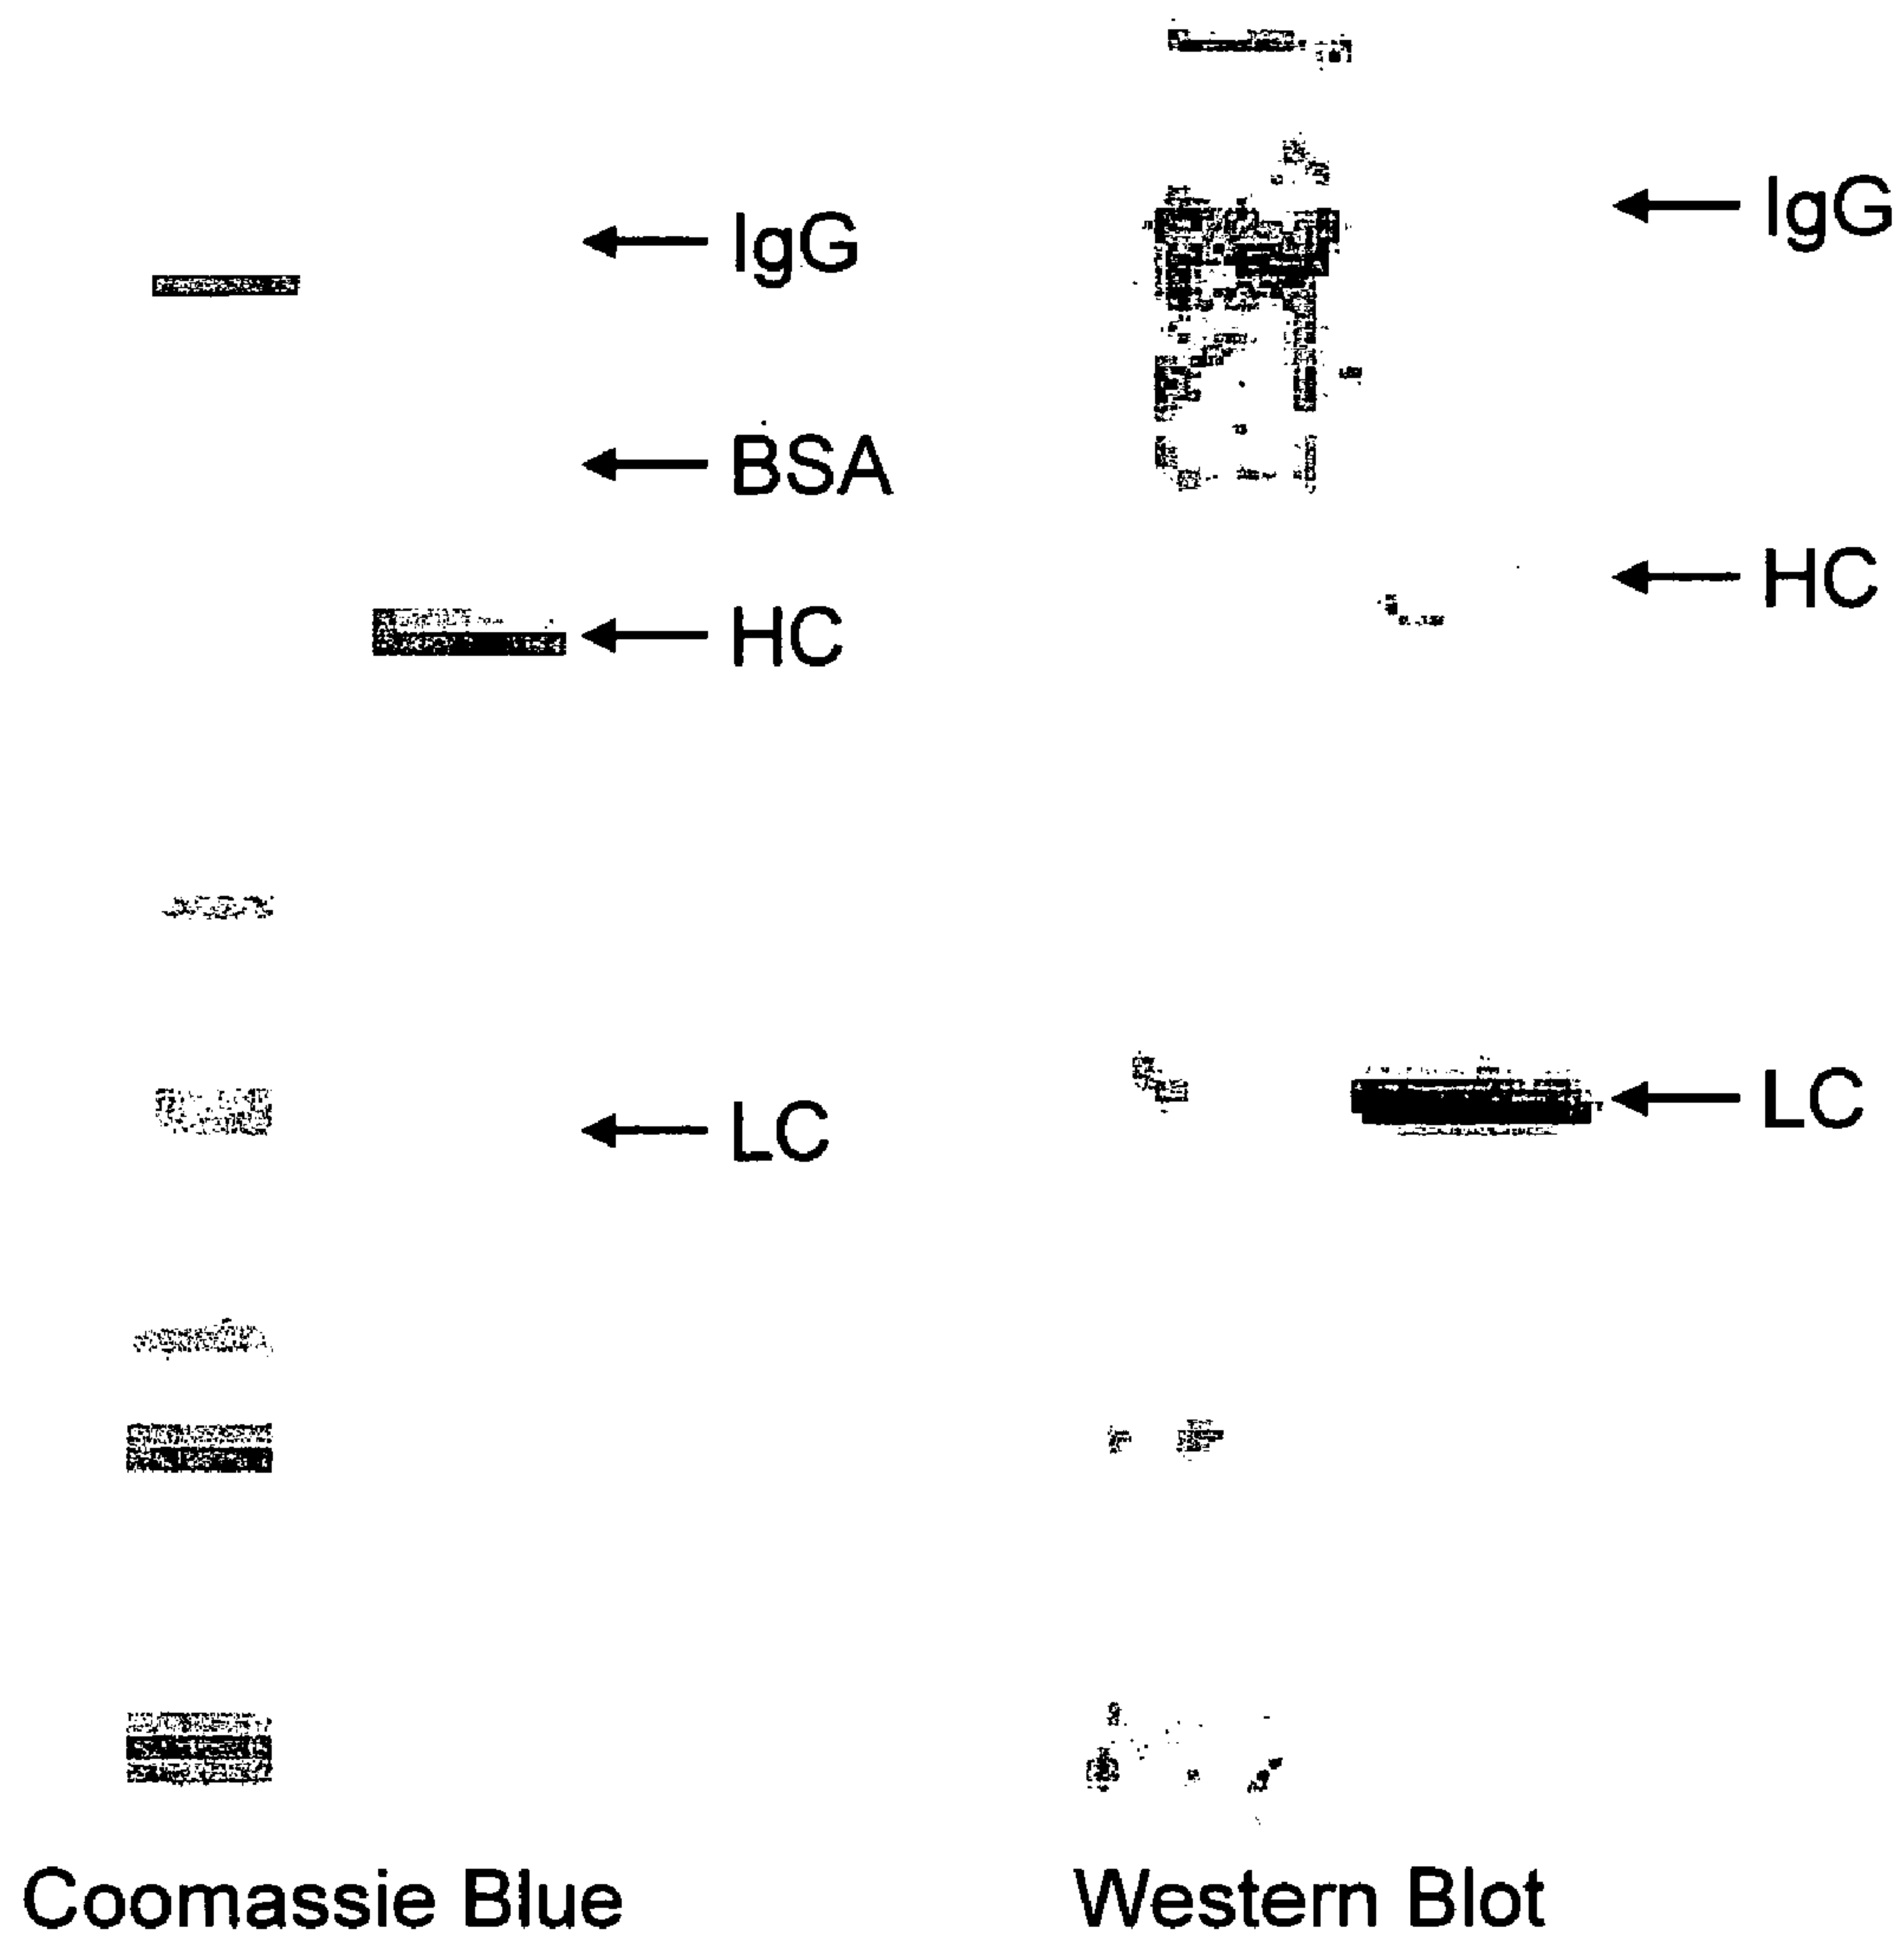 IgG
BSA
HC
LC
Coomassie Blue
IgG
HC
LC
Western Blot